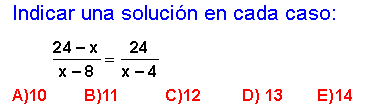 Indicar una solución en cada caso:
24 – x / x – 8 = 24 / x – 4
A)10 B)11 C)12 D) 13 E)14